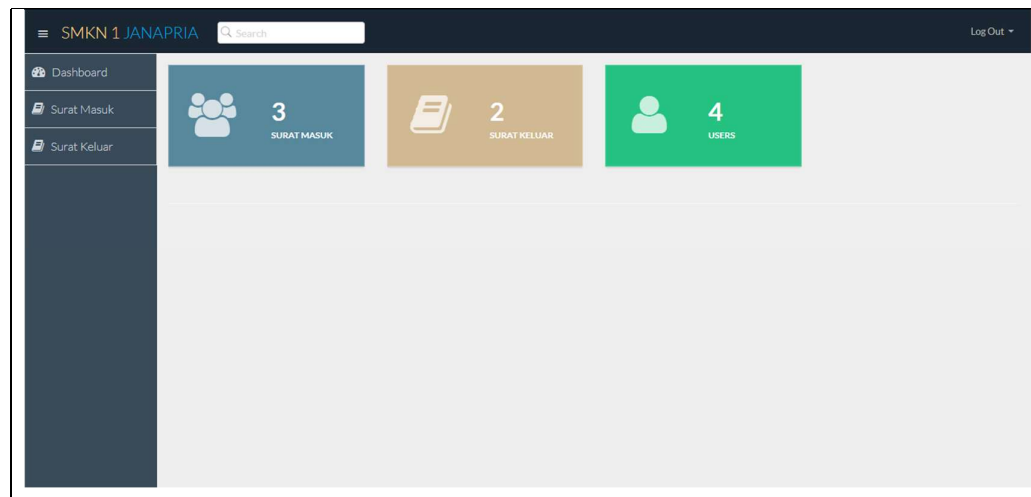 SMKN 1 JANAPRIA
Search
Log Out
Dashboard
Surat Masuk
Surat Keluar
3
SURAT MASUK
2
SURAT KELUAR
4
USERS